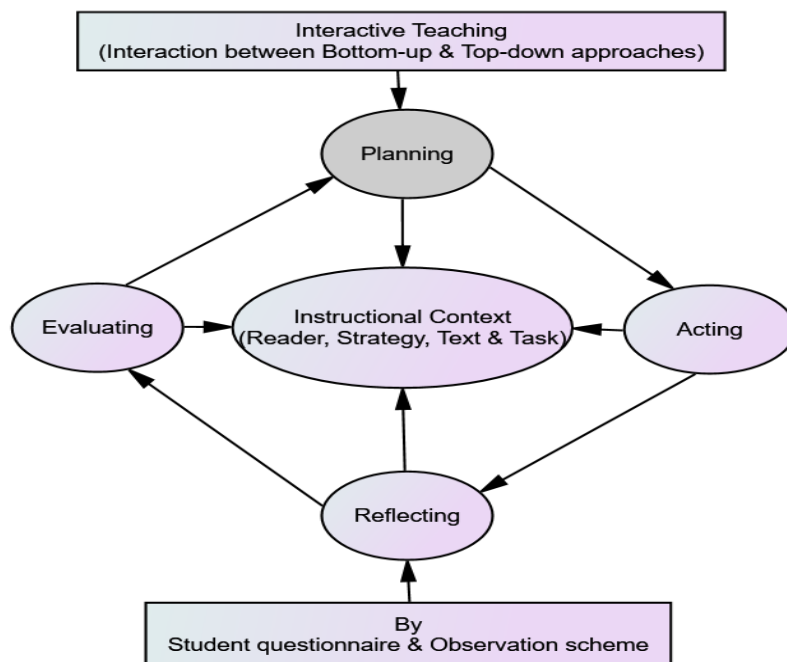 Interactive Teaching
(Interaction between Bottom-up & Top-down approaches)
Planning
Evaluating
Instructional Context
(Reader, Strategy, Text & Task)
Acting
Reflecting
By
Student questionnaire & Observation scheme